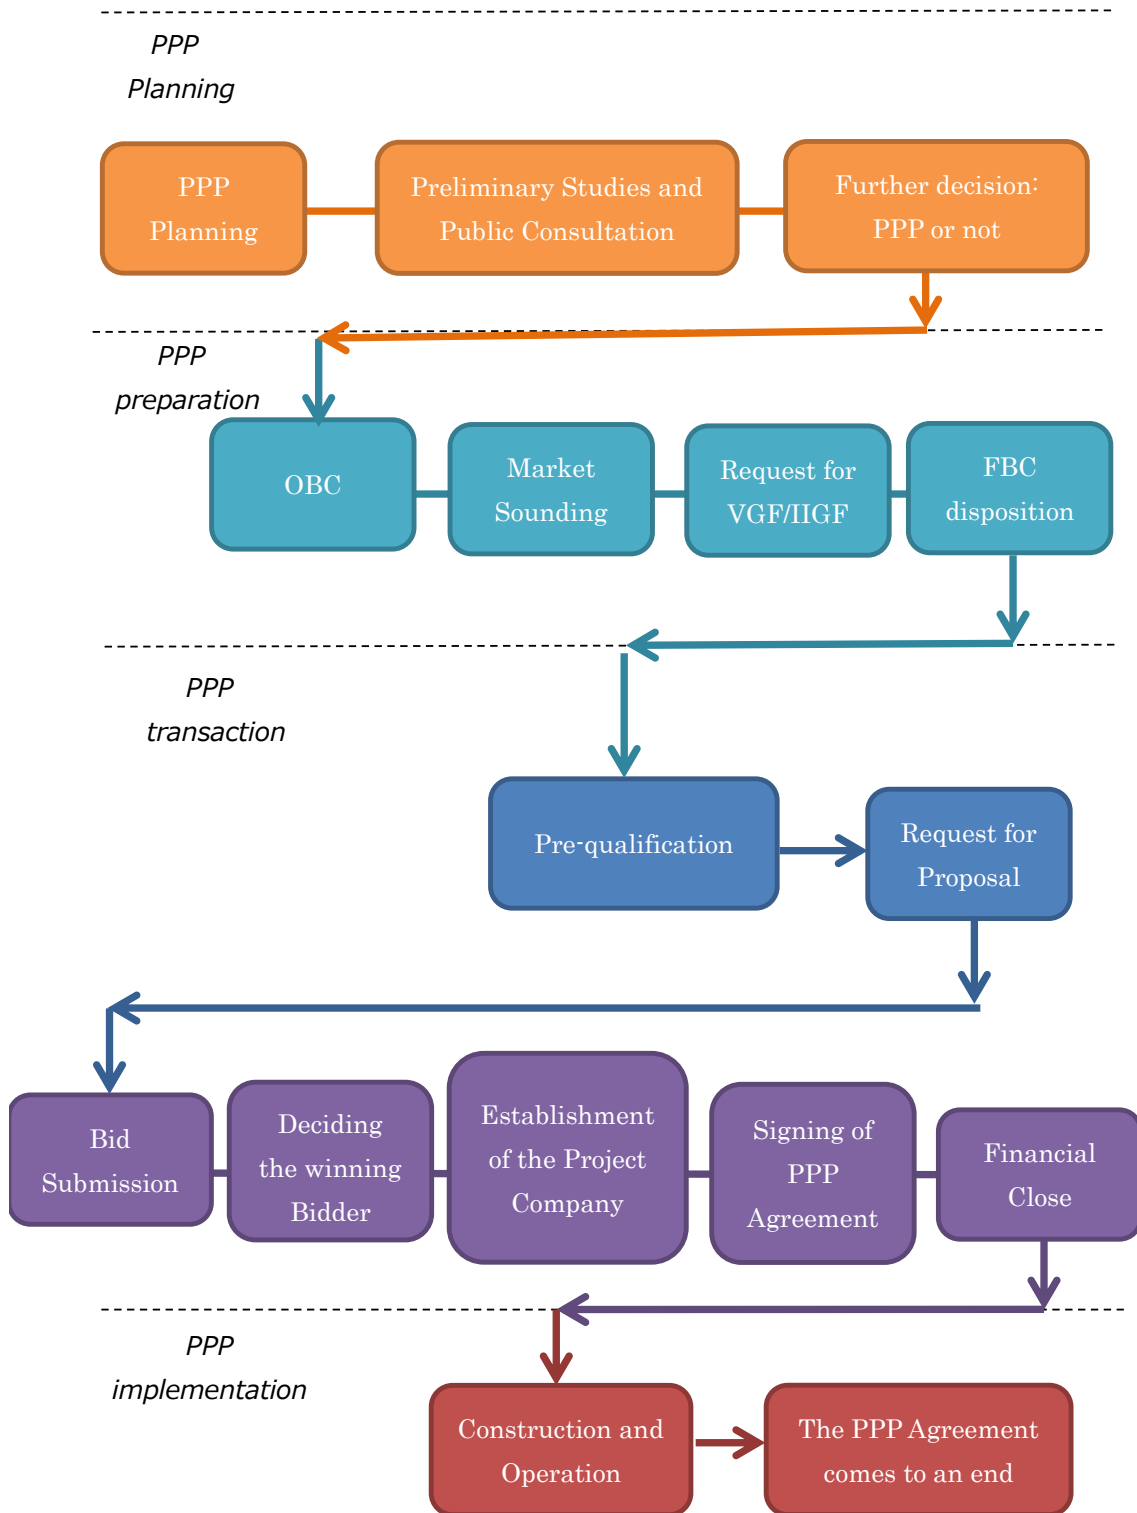 PPP
Planning
PPP
Planning
Preliminary Studies and
Public Consultation
Further decision:
PPP or not
PPP
preparation
OBC
Market
Sounding
Request for
VGF/IIGF
FBC
disposition
PPP
transaction
Pre-qualification
Request for
Proposal
Bid
Submission
Deciding
the winning
Bidder
Establishment
of the Project
Company
Signing of
PPP
Agreement
Financial
Close
PPP
implementation
Construction and
Operation
The PPP Agreement
comes to an end